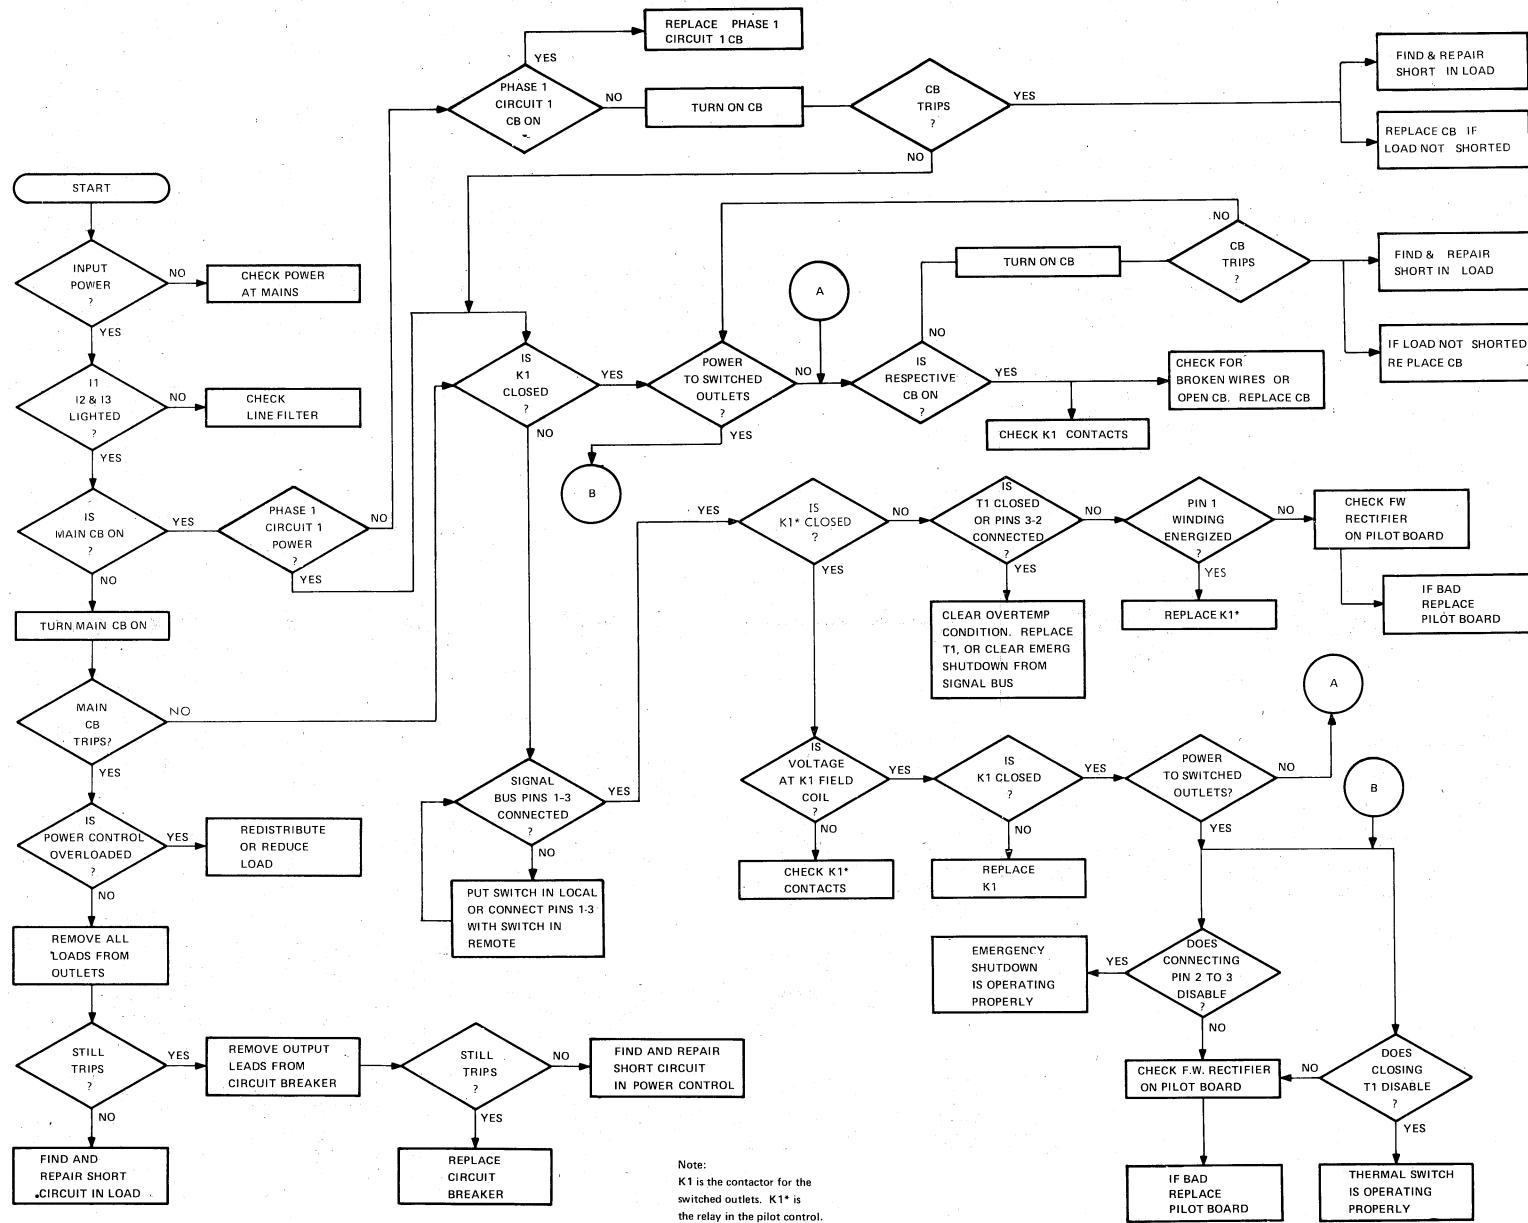 REPLACE PHASE 1
CIRCUIT 1 CB
YES
PHASE 1
CIRCUIT 1
CB ON
NO
TURN ON CB
CB
TRIPS
?
YES
NO
FIND & REPAIR
SHORT IN LOAD
REPLACE CB IF
LOAD NOT SHORTED
START
INPUT
POWER
?
NO
CHECK POWER
AT MAINS
YES
I1
I2 & I3
LIGHTED
?
NO
CHECK
LINE FILTER
YES
IS
MAIN CB ON
?
YES
PHASE 1
CIRCUIT 1
POWER
?
NO
YES
NO
TURN MAIN CB ON
MAIN
CB
TRIPS?
NO
YES
IS
POWER CONTROL
OVERLOADED
?
YES
REDISTRIBUTE
OR REDUCE
LOAD
NO
REMOVE ALL
LOADS FROM
OUTLETS
STILL
TRIPS
?
YES
REMOVE OUTPUT
LEADS FROM
CIRCUIT BREAKER
STILL
TRIPS
?
NO
FIND AND REPAIR
SHORT CIRCUIT
IN POWER CONTROL
YES
REPLACE
CIRCUIT
BREAKER
NO
FIND AND
REPAIR SHORT
CIRCUIT IN LOAD
IS
K1
CLOSED
?
YES
NO
POWER
TO SWITCHED
OUTLETS
?
NO
YES
B
A
IS
RESPECTIVE
CB ON
?
NO
TURN ON CB
CB
TRIPS
?
NO
FIND & REPAIR
SHORT IN LOAD
IF LOAD NOT SHORTED
RE PLACE CB
YES
CHECK FOR
BROKEN WIRES OR
OPEN CB. REPLACE CB
CHECK K1 CONTACTS
SIGNAL
BUS PINS 1-3
CONNECTED
?
YES
NO
PUT SWITCH IN LOCAL
OR CONNECT PINS 1-3
WITH SWITCH IN
REMOTE
YES
IS
K1* CLOSED
?
NO
YES
IS
T1 CLOSED
OR PINS 3-2
CONNECTED
?
NO
YES
CLEAR OVERTEMP
CONDITION. REPLACE
T1, OR CLEAR EMERG
SHUTDOWN FROM
SIGNAL BUS
PIN 1
WINDING
ENERGIZED
?
NO
YES
REPLACE K1*
CHECK FW
RECTIFIER
ON PILOT BOARD
IF BAD
REPLACE
PILOT BOARD
IS
VOLTAGE
AT K1 FIELD
COIL
?
YES
NO
CHECK K1*
CONTACTS
IS
K1 CLOSED
?
YES
NO
REPLACE
K1
POWER
TO SWITCHED
OUTLETS?
NO
YES
A
B
DOES
CONNECTING
PIN 2 TO 3
DISABLE
?
YES
EMERGENCY
SHUTDOWN
IS OPERATING
PROPERLY
NO
CHECK F.W. RECTIFIER
ON PILOT BOARD
IF BAD
REPLACE
PILOT BOARD
DOES
CLOSING
T1 DISABLE
?
NO
YES
THERMAL SWITCH
IS OPERATING
PROPERLY
Note:
K1 is the contactor for the
switched outlets. K1* is
the relay in the pilot control.